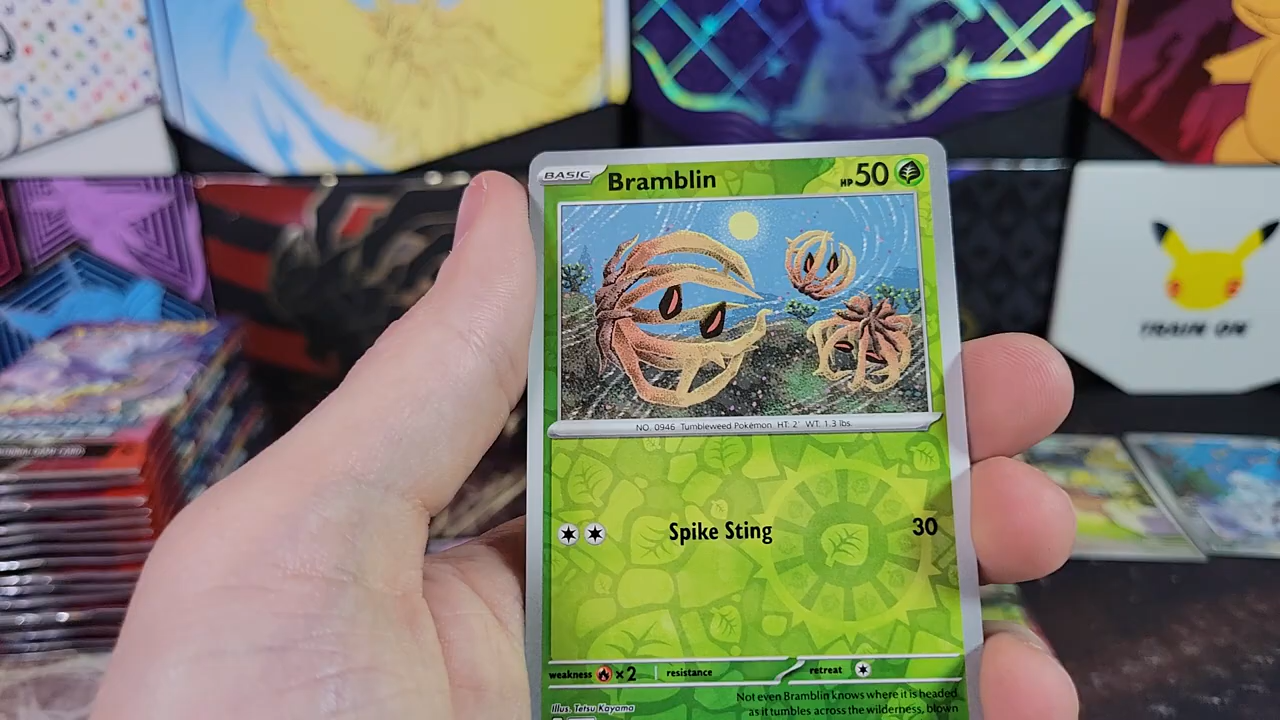 BASIC Bramblin HP 50
NO. 0946 Tumbleweed Pokémon HT: 2' WT: 1.3 lbs.
Spike Sting 30
weakness ×2 resistance retreat
Illus. Tetsu Kayama
Not even Bramblin knows where it is headed
as it tumbles across the wilderness, blown
TRAIN ON